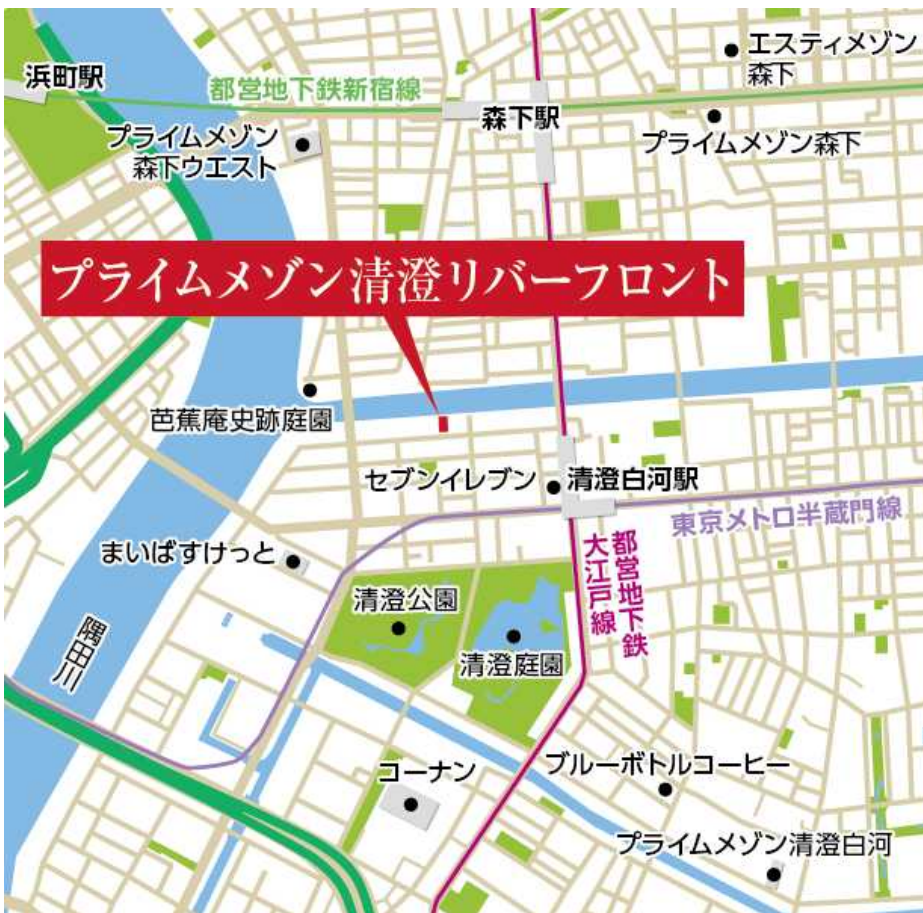 エスティメゾン
森下
浜町駅
都営地下鉄新宿線
森下駅
プライムメゾン
森下ウエスト
プライムメゾン森下
プライムメゾン清澄リバーフロント
芭蕉庵史跡庭園
セブンイレブン
清澄白河駅
東京メトロ半蔵門線
まいばすけっと
都営地下鉄
大江戸線
清澄公園
清澄庭園
隅田川
コーナン
ブルーボトルコーヒー
プライムメゾン清澄白河